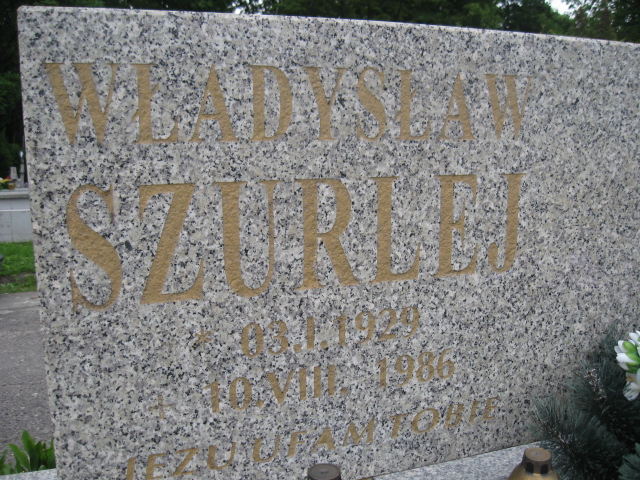 WŁADYSŁAW
SZURLEJ
* 03.I.1929
+ 10.VIII. 1986
JEZU UFAM TOBIE